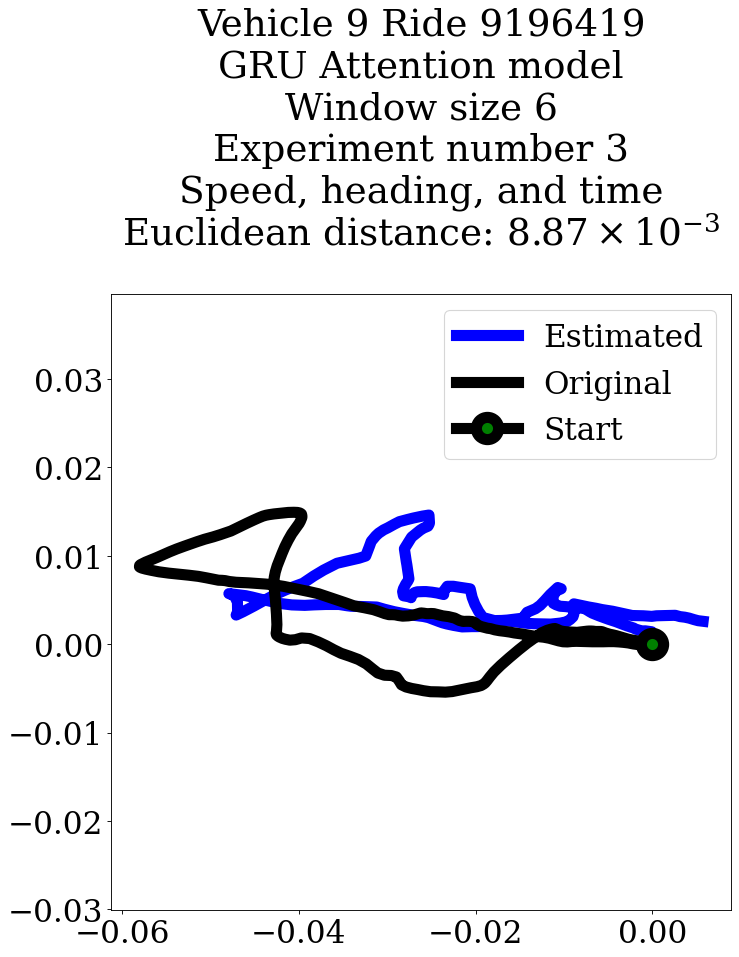 Vehicle 9 Ride 9196419
GRU Attention model
Window size 6
Experiment number 3
Speed, heading, and time
Euclidean distance: 8.87 × 10⁻³
Estimated
Original
Start
0.03
0.02
0.01
0.00
−0.01
−0.02
−0.03
−0.06 −0.04 −0.02 0.00